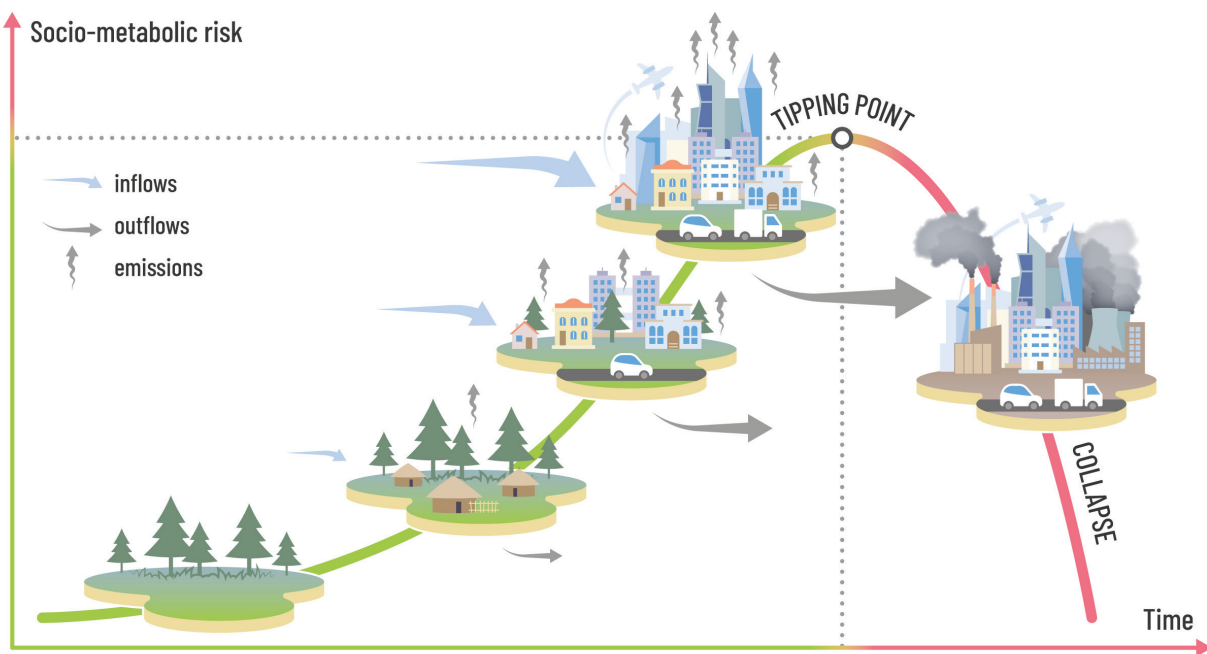 Socio-metabolic risk
TIPPING POINT
inflows
outflows
emissions
COLLAPSE
Time